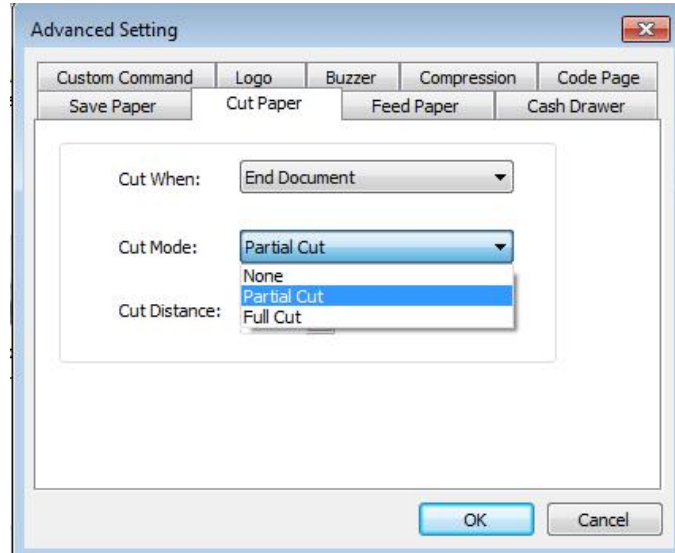 Advanced Setting
Custom Command Logo Buzzer Compression Code Page
Save Paper Cut Paper Feed Paper Cash Drawer
Cut When: End Document
Cut Mode: Partial Cut
None
Partial Cut
Cut Distance: Full Cut
OK Cancel